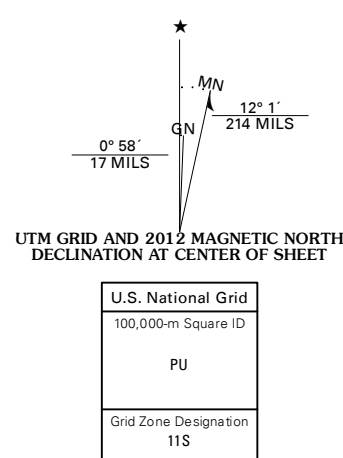 ★
MN
GN
12° 1´
214 MILS
0° 58´
17 MILS
UTM GRID AND 2012 MAGNETIC NORTH
DECLINATION AT CENTER OF SHEET
U.S. National Grid
100,000-m Square ID
PU
Grid Zone Designation
11S